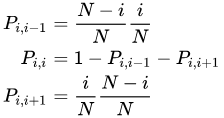 P_{i,i-1} = \frac{N-i}{N} \frac{i}{N}
P_{i,i} = 1 - P_{i,i-1} - P_{i,i+1}
P_{i,i+1} = \frac{i}{N} \frac{N-i}{N}